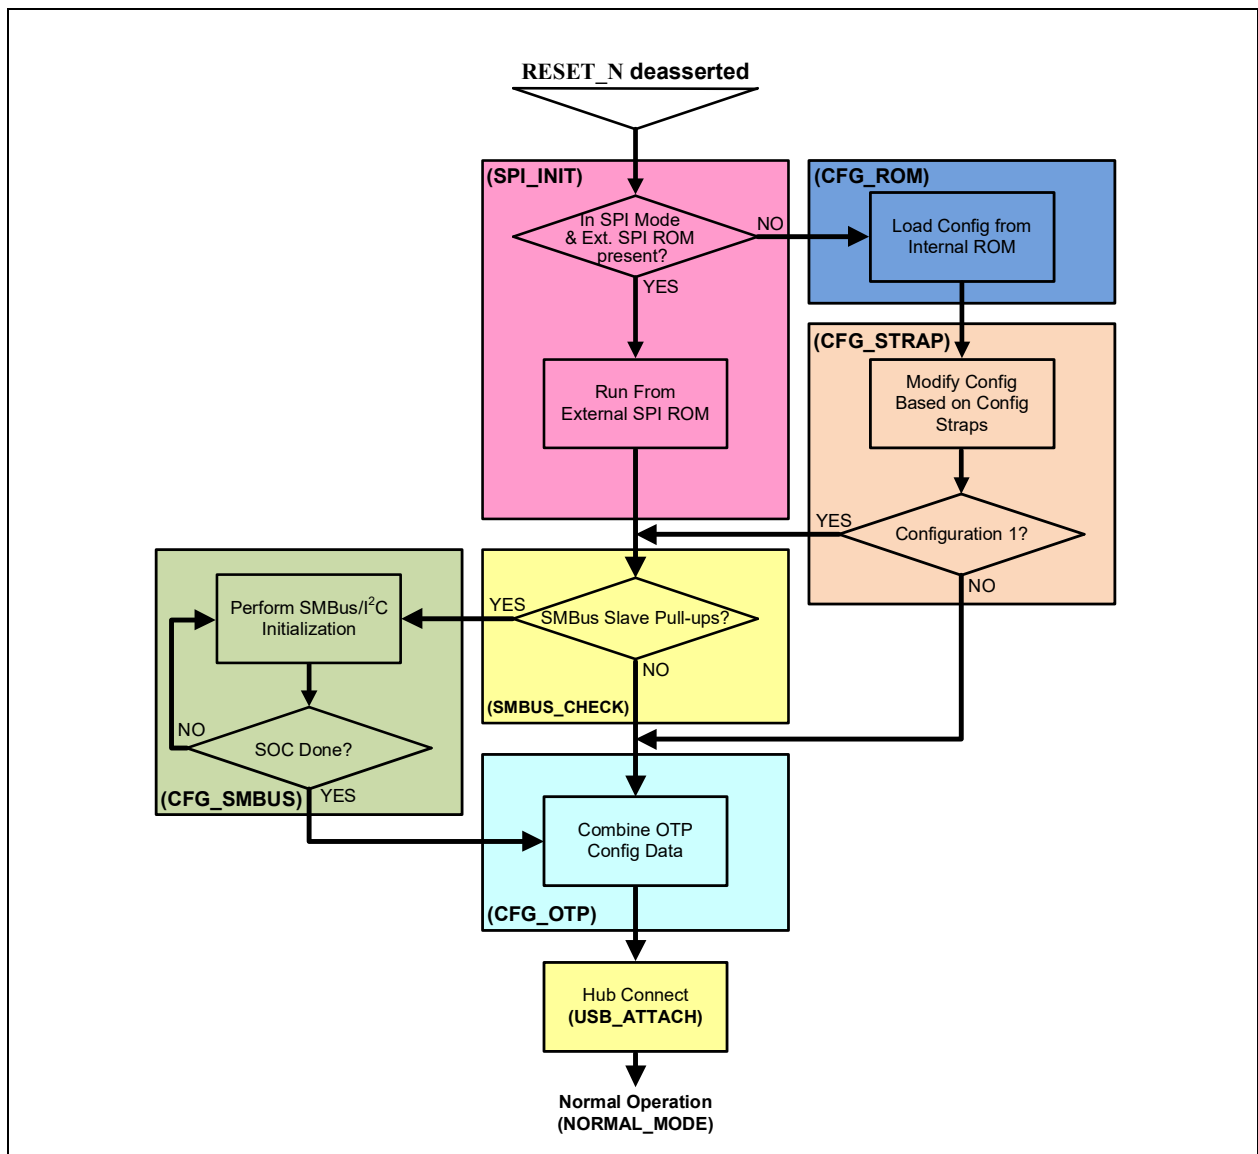 RESET_N deasserted
(SPI_INIT)
In SPI Mode
& Ext. SPI ROM
present?
NO
YES
(CFG_ROM)
Load Config from
Internal ROM
Run From
External SPI ROM
(CFG_STRAP)
Modify Config
Based on Config
Straps
YES
Configuration 1?
NO
Perform SMBus/I²C
Initialization
YES
SMBus Slave Pull-ups?
NO
(SMBUS_CHECK)
NO
SOC Done?
YES
(CFG_SMBUS)
Combine OTP
Config Data
(CFG_OTP)
Hub Connect
(USB_ATTACH)
Normal Operation
(NORMAL_MODE)